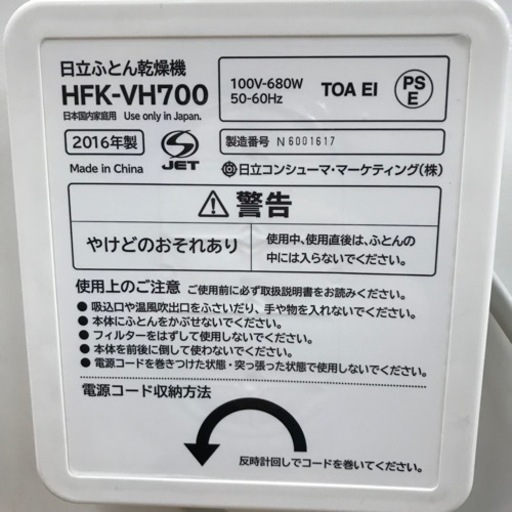 日立ふとん乾燥機
HFK-VH700
日本国内家庭用 Use only in Japan.
100V-680W
50-60Hz
TOA EI
PS
E
2016年製
JET
製造番号 N6001617
Made in China
日立コンシューマ・マーケティング(株)
警告
やけどのおそれあり
使用中、使用直後は、ふとんの
中には入らないでください。
使用上のご注意 ご使用前に必ず取扱説明書をお読みください。
●吸込口や温風吹出口をふさいだり、手や物を入れないでください。
●本体にふとんをかぶせないでください。
●フィルターをはずして使用しないでください。
●本体を前後に倒して使わないでください。
●電源コードを巻きつけた状態・突っ張った状態で使用しないでください。
電源コード収納方法
反時計回しでコードを巻いてください。